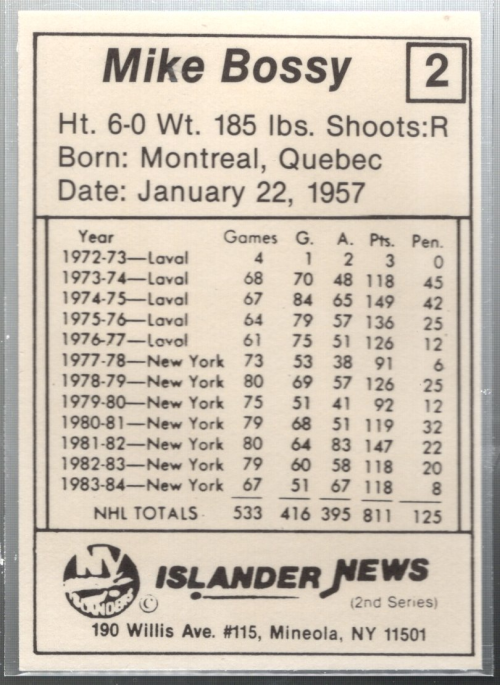 Mike Bossy 2
Ht. 6-0 Wt. 185 lbs. Shoots:R
Born: Montreal, Quebec
Date: January 22, 1957
Year Games G. A. Pts. Pen.
1972-73—Laval 4 1 2 3 0
1973-74—Laval 68 70 48 118 45
1974-75—Laval 67 84 65 149 42
1975-76—Laval 64 79 57 136 25
1976-77—Laval 61 75 51 126 12
1977-78—New York 73 53 38 91 6
1978-79—New York 80 69 57 126 25
1979-80—New York 75 51 41 92 12
1980-81—New York 79 68 51 119 32
1981-82—New York 80 64 83 147 22
1982-83—New York 79 60 58 118 20
1983-84—New York 67 51 67 118 8
NHL TOTALS 533 416 395 811 125
NY
ISLANDERS
© ISLANDER NEWS
(2nd Series)
190 Willis Ave. #115, Mineola, NY 11501